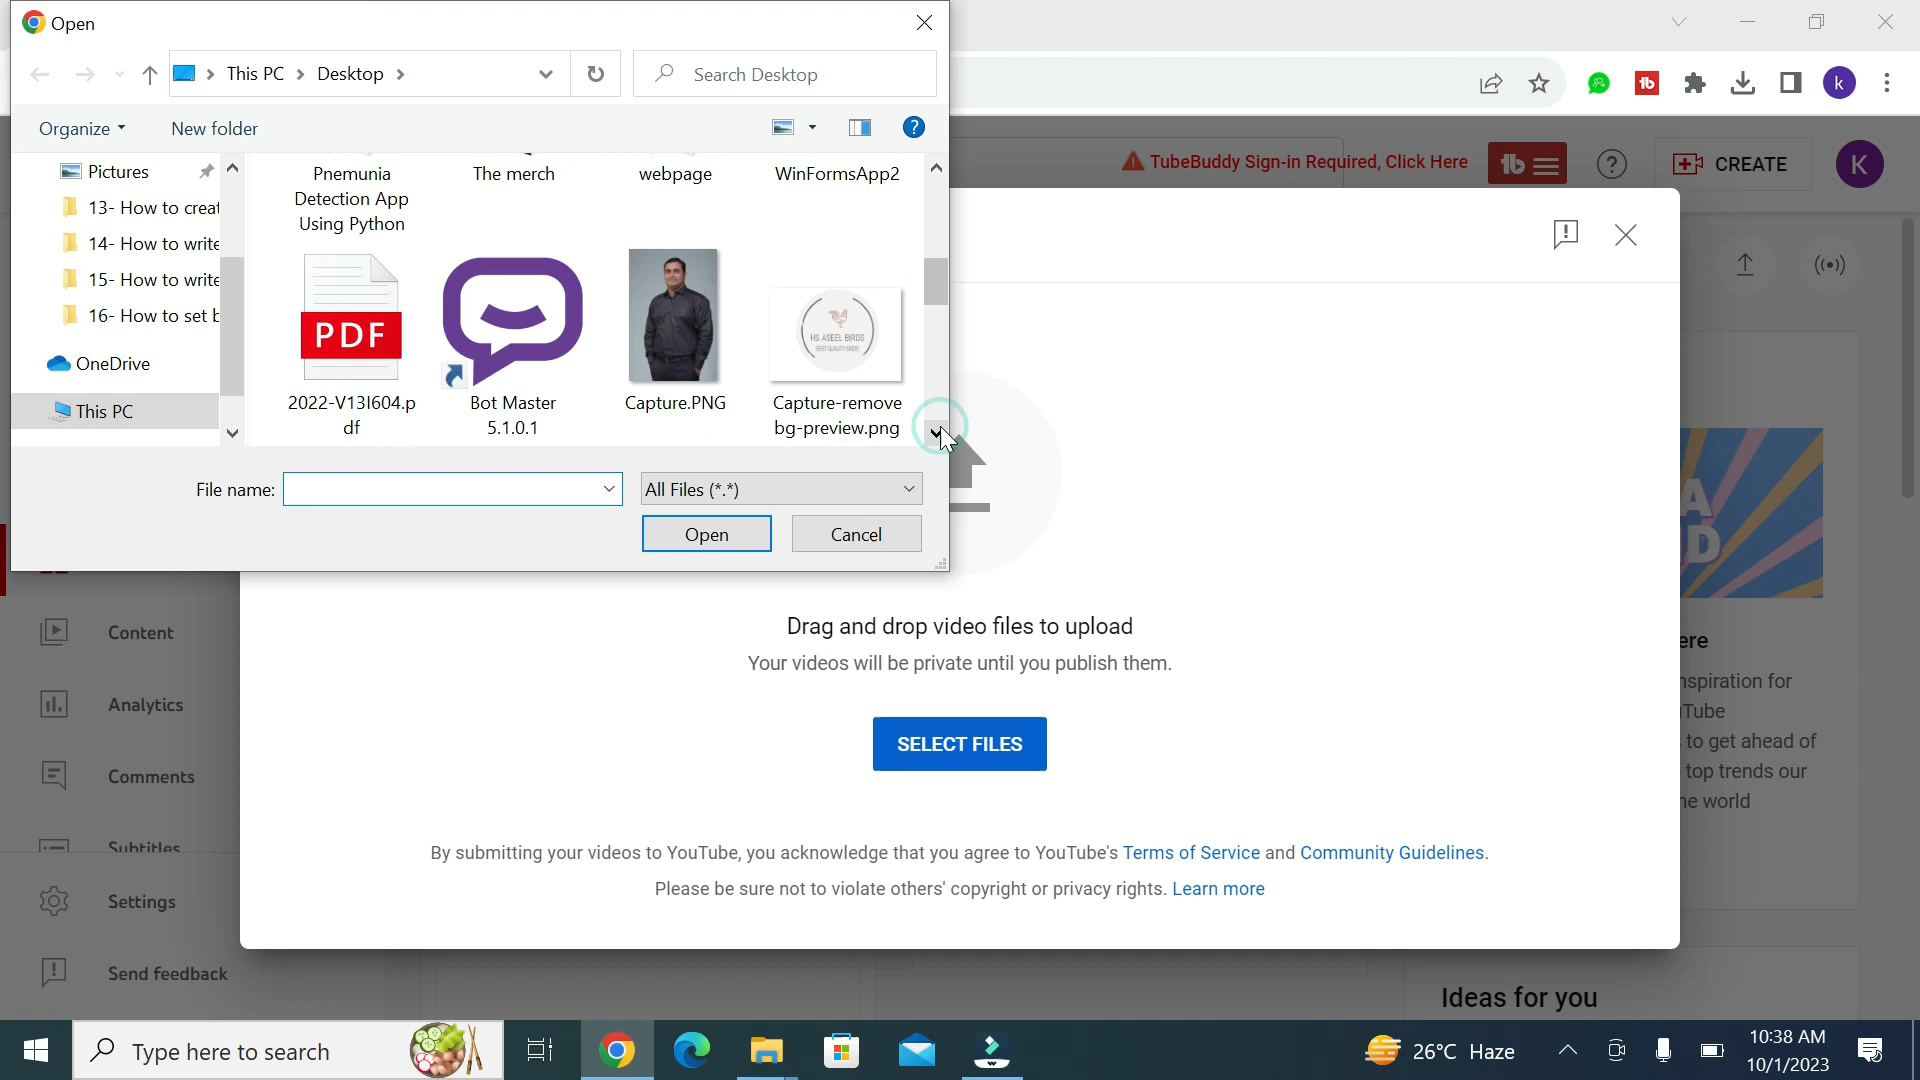 Open
This PC
Desktop
Search Desktop
Organize
New folder
Pictures
13- How to creat
14- How to write
15- How to write
16- How to set b
OneDrive
This PC
Pnemunia
Detection App
Using Python
The merch
webpage
WinFormsApp2
PDF
2022-V13I604.p
df
Bot Master
5.1.0.1
Capture.PNG
HS ASEEL BIRDS
BEST QUALITY BIRDS
Capture-remove
bg-preview.png
File name:
All Files (*.*)
Open
Cancel
k
TubeBuddy Sign-in Required, Click Here
CREATE
K
Drag and drop video files to upload
Your videos will be private until you publish them.
SELECT FILES
By submitting your videos to YouTube, you acknowledge that you agree to YouTube's Terms of Service and Community Guidelines.
Please be sure not to violate others' copyright or privacy rights. Learn more
Content
Analytics
Comments
Subtitles
Settings
Send feedback
A
D
ere
nspiration for
uTube
to get ahead of
top trends our
he world
Ideas for you
Type here to search
26°C Haze
10:38 AM
10/1/2023